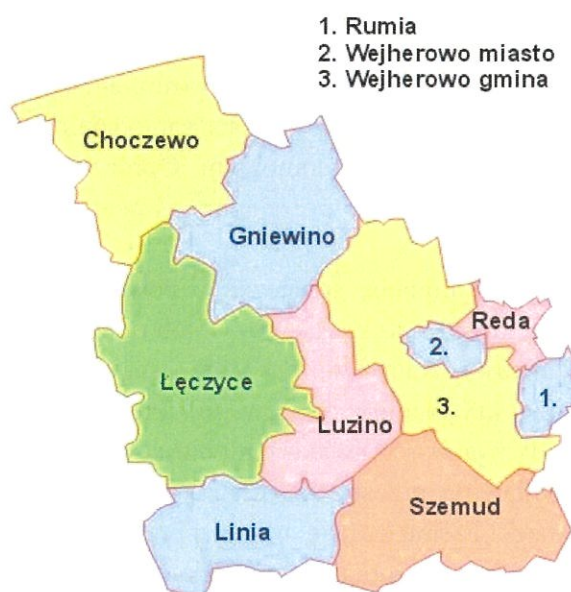 1. Rumia
2. Wejherowo miasto
3. Wejherowo gmina
Choczewo
Gniewino
Reda
2.
Łęczyce
1.
3.
Luzino
Szemud
Linia